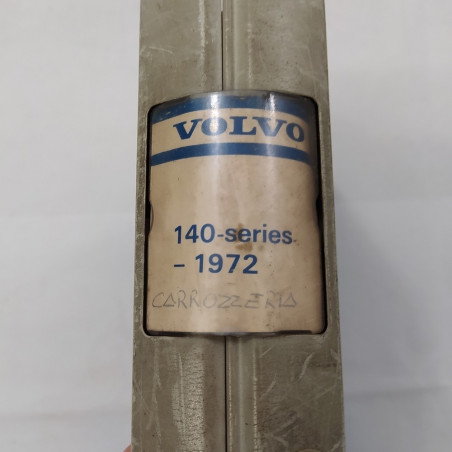 VOLVO
140-series
- 1972
CARROZZERIA